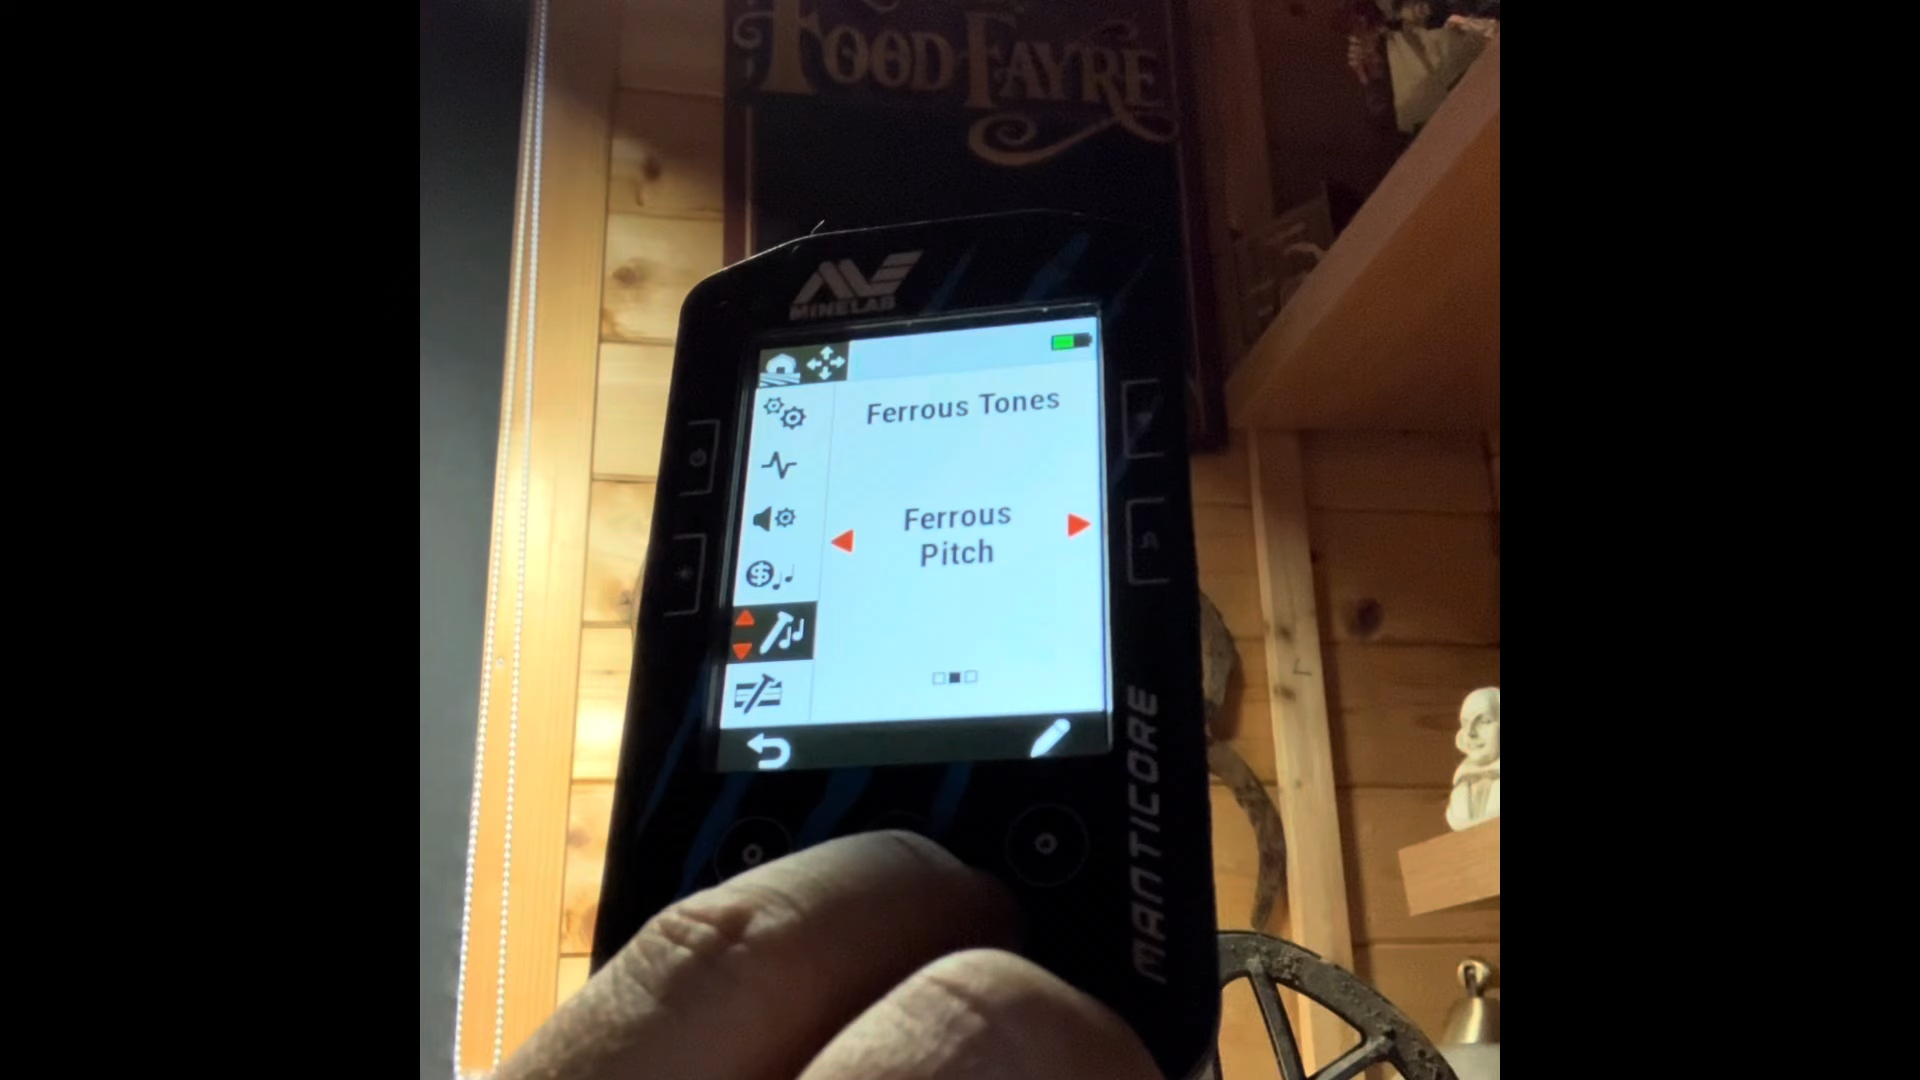 FOOD FAYRE
MINELAB
Ferrous Tones
Ferrous
Pitch
MANTICORE